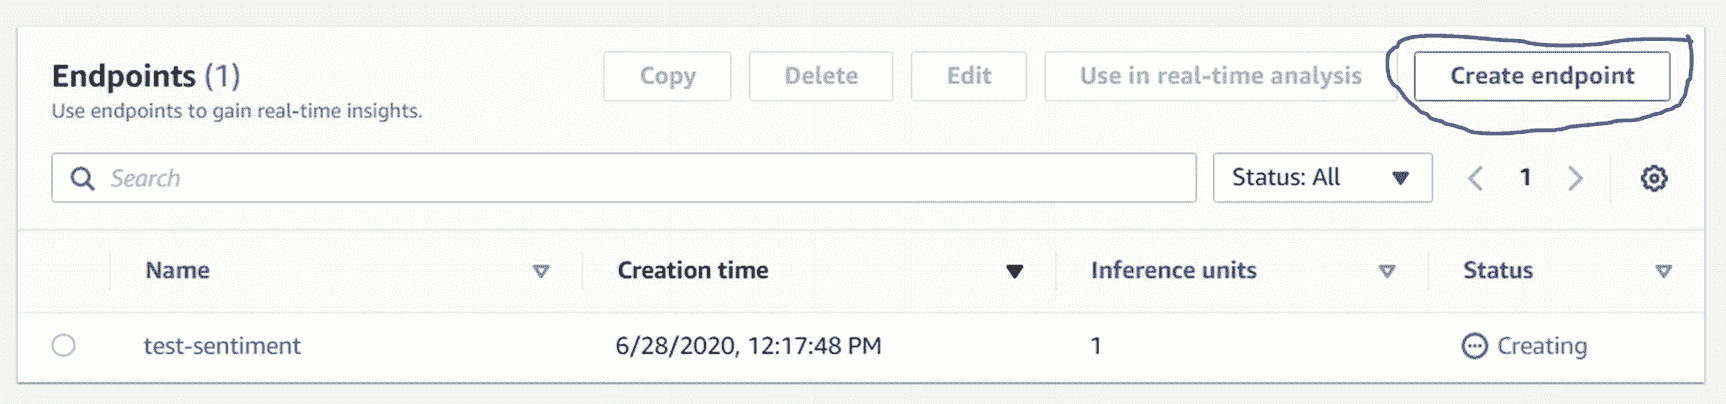 Endpoints (1)
Copy
Delete
Edit
Use in real-time analysis
Create endpoint
Use endpoints to gain real-time insights.
Search
Status: All
1
Name
Creation time
Inference units
Status
test-sentiment
6/28/2020, 12:17:48 PM
1
Creating